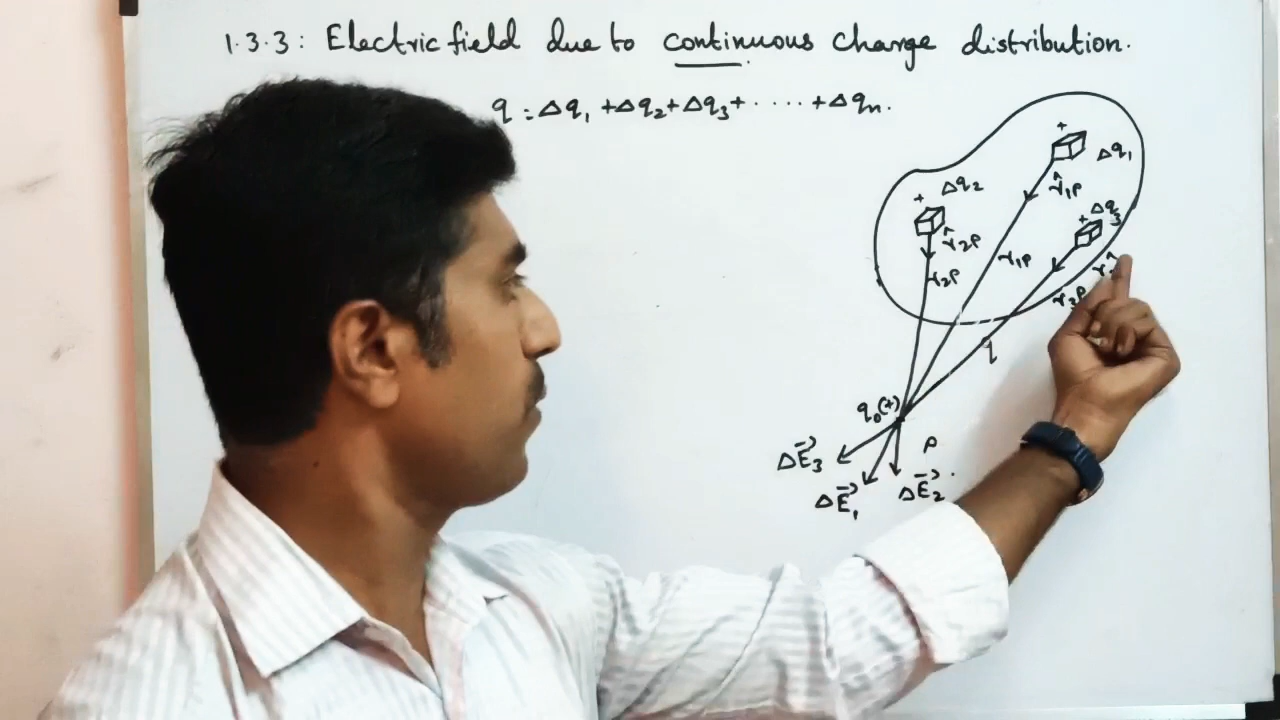 1.3.3: Electric field due to continuous charge distribution.
q = Δq₁ + Δq₂ + Δq₃ + ..... + Δqₙ.
+ Δq₁
+ Δq₂
r̂₁P
+ Δq₃
r̂₂P
r₁P
r₂P
r₃P
q
q₀(+)
P
ΔE⃗₃
ΔE⃗₁
ΔE⃗₂.